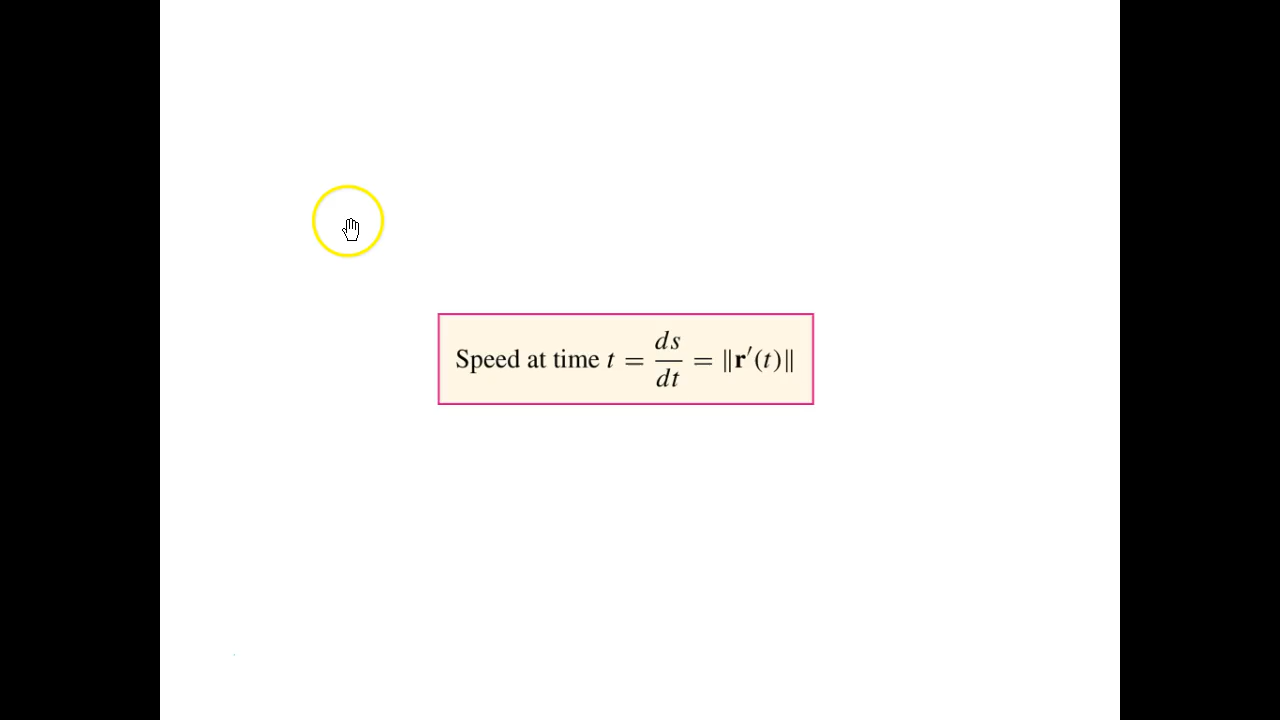 Speed at time t = ds/dt = ‖r′(t)‖